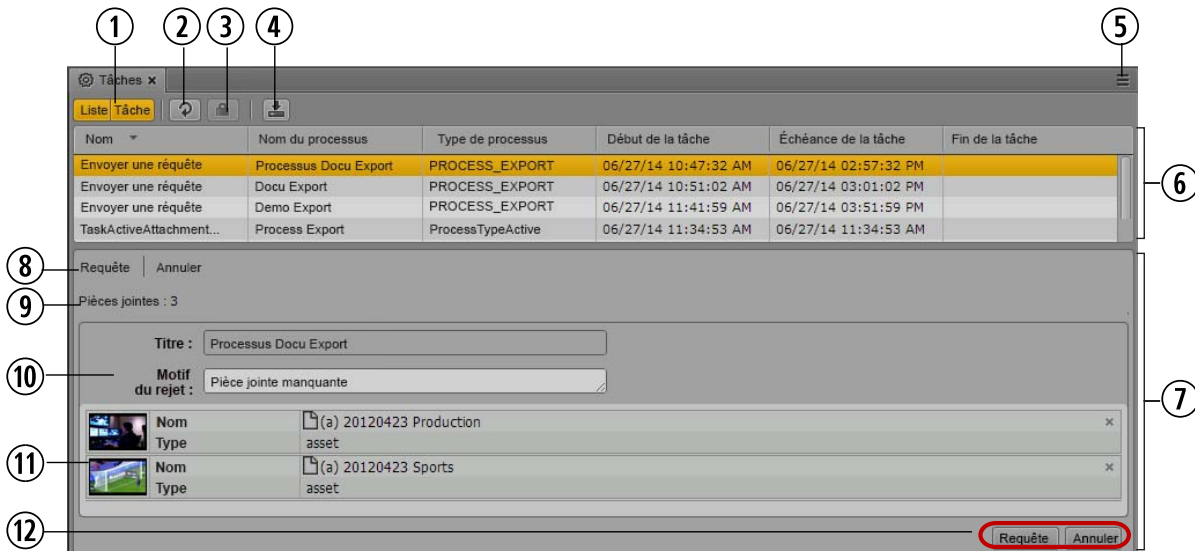 1 2 3 4 5
Tâches
Liste Tâche
Nom Nom du processus Type de processus Début de la tâche Échéance de la tâche Fin de la tâche
Envoyer une réquête Processus Docu Export PROCESS_EXPORT 06/27/14 10:47:32 AM 06/27/14 02:57:32 PM
Envoyer une réquête Docu Export PROCESS_EXPORT 06/27/14 10:51:02 AM 06/27/14 03:01:02 PM
Envoyer une réquête Demo Export PROCESS_EXPORT 06/27/14 11:41:59 AM 06/27/14 03:51:59 PM
TaskActiveAttachment... Process Export ProcessTypeActive 06/27/14 11:34:53 AM 06/27/14 11:34:53 AM
6
8 Requête Annuler
9 Pièces jointes : 3
Titre : Processus Docu Export
10 Motif du rejet : Pièce jointe manquante
7
Nom (a) 20120423 Production
Type asset
11 Nom (a) 20120423 Sports
Type asset
12 Requête Annuler